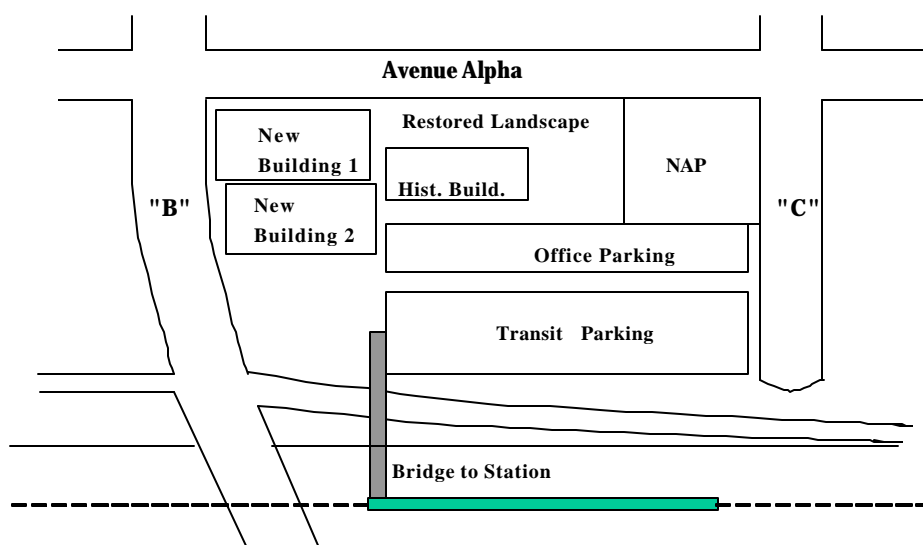 Avenue Alpha
New
Building 1
Restored Landscape
Hist. Build.
NAP
"B"
New
Building 2
"C"
Office Parking
Transit Parking
Bridge to Station